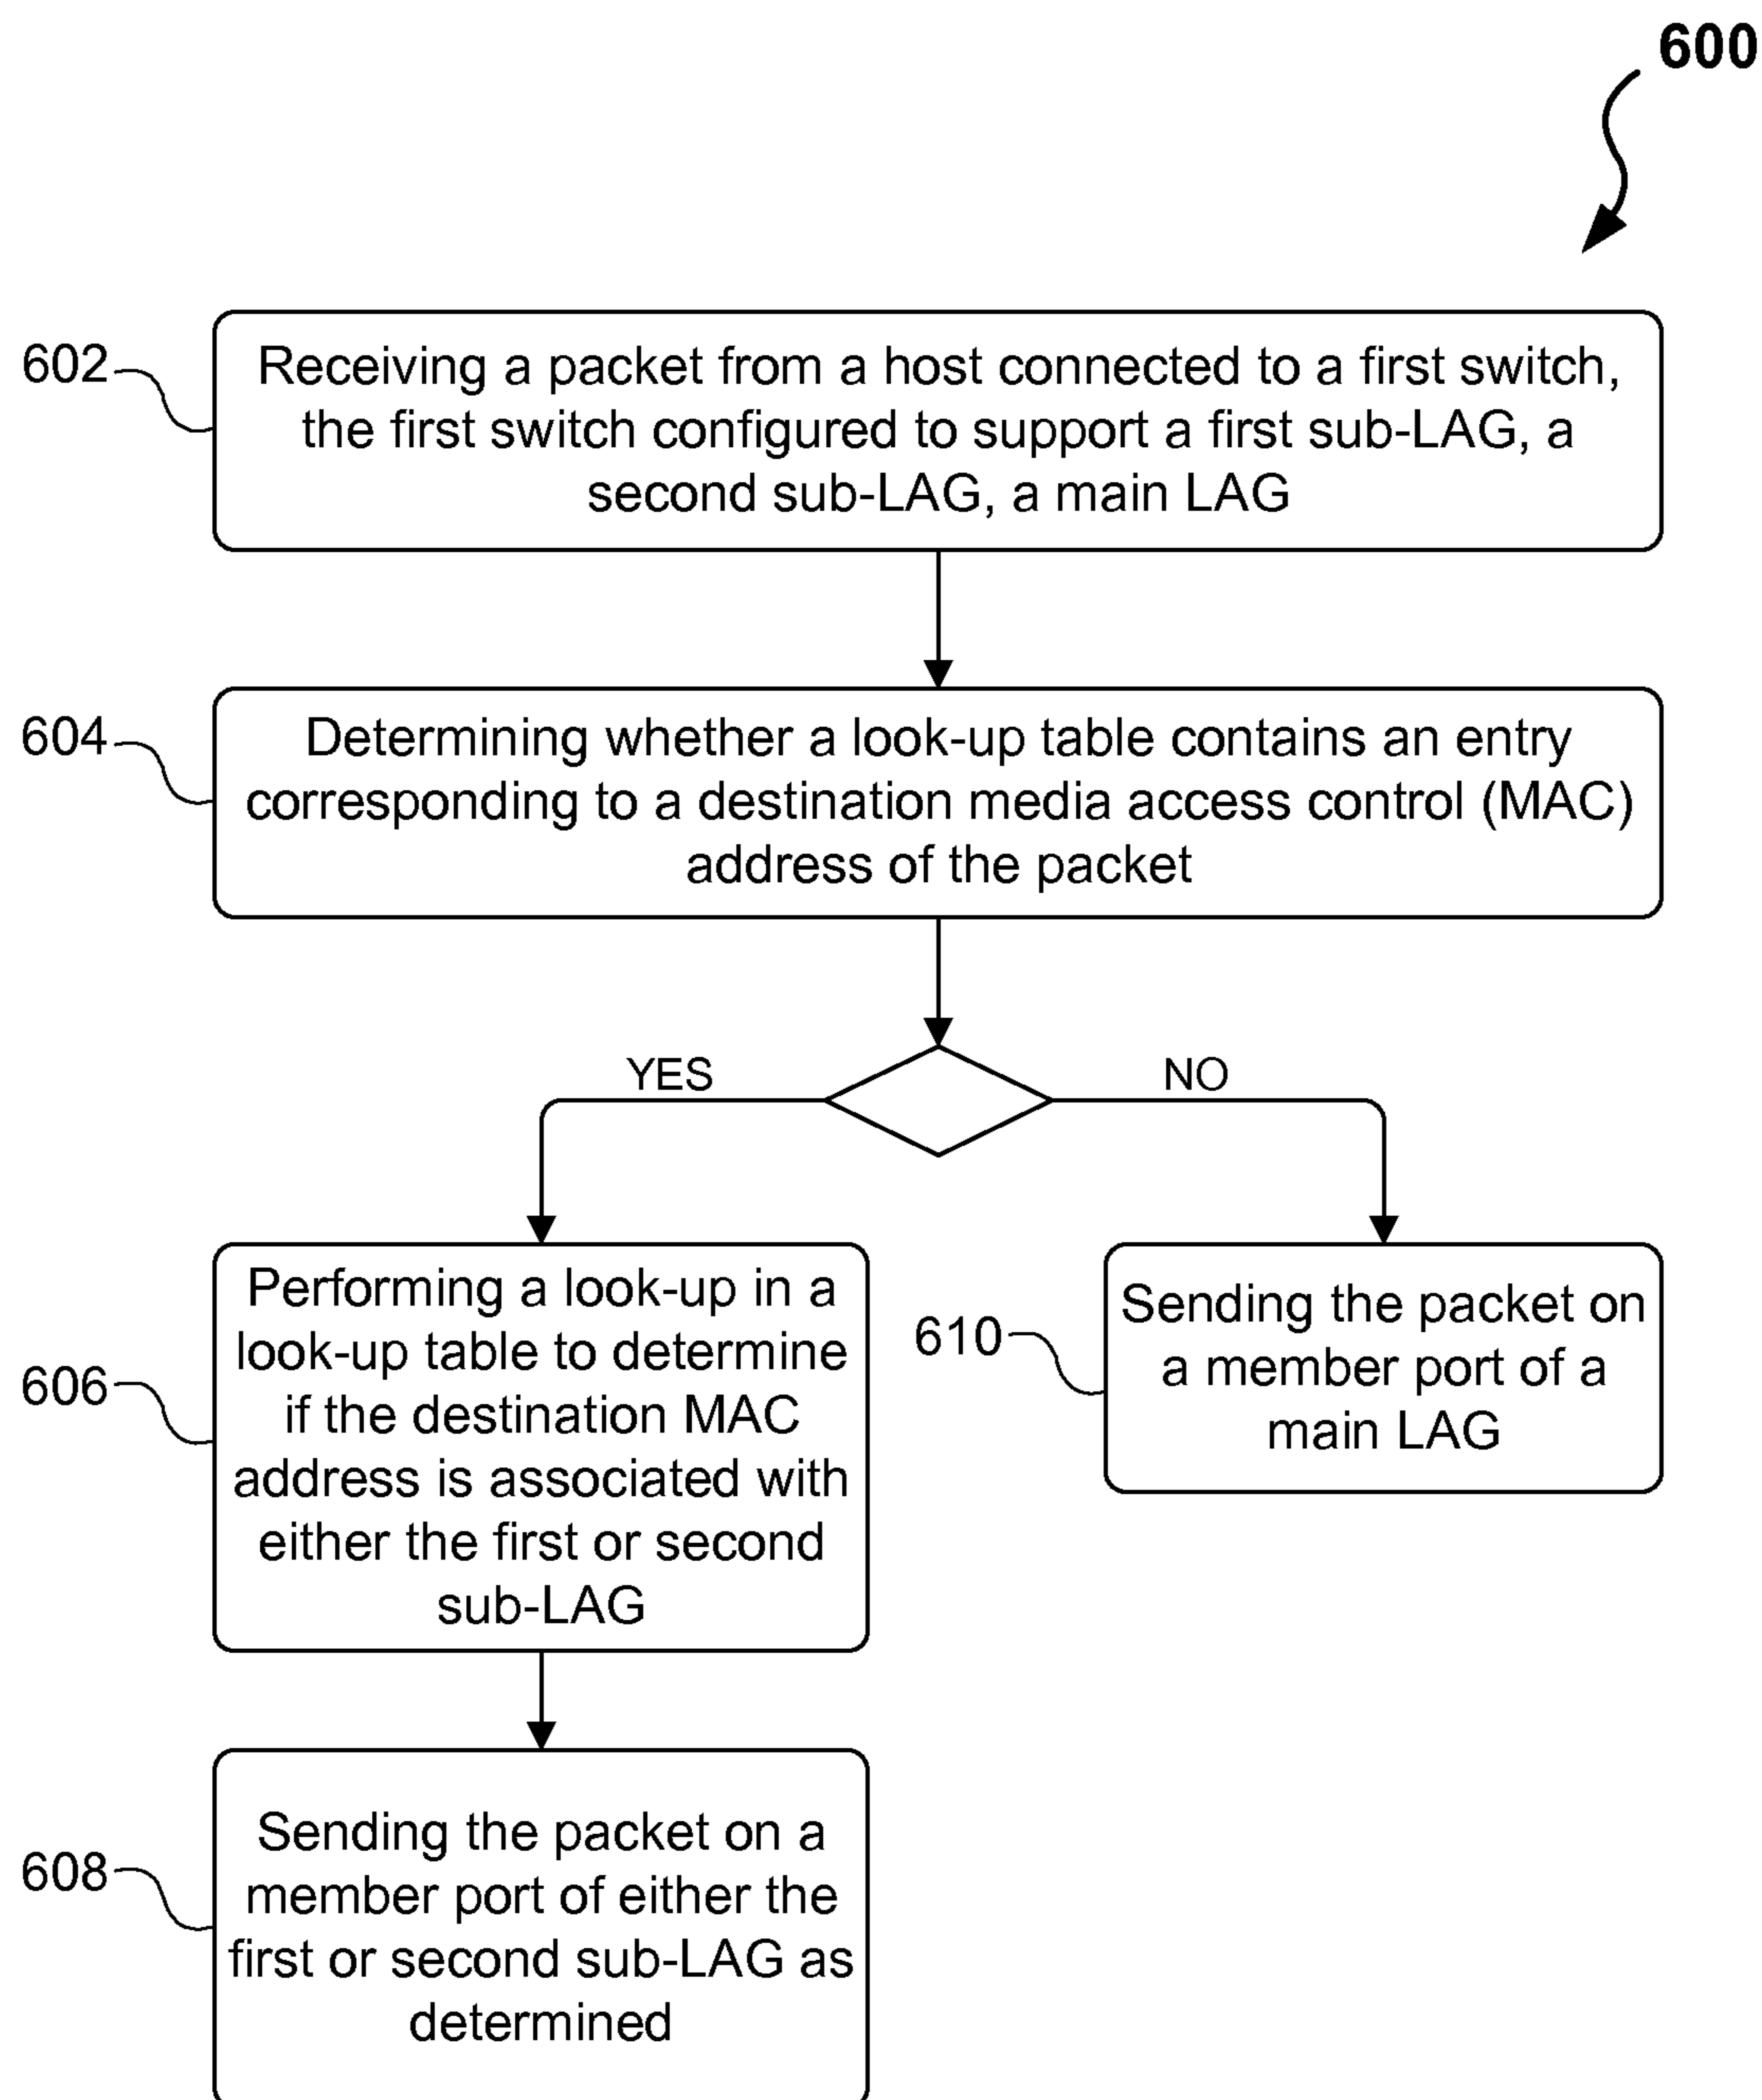 600
602
Receiving a packet from a host connected to a first switch,
the first switch configured to support a first sub-LAG, a
second sub-LAG, a main LAG
604
Determining whether a look-up table contains an entry
corresponding to a destination media access control (MAC)
address of the packet
YES
NO
606
Performing a look-up in a
look-up table to determine
if the destination MAC
address is associated with
either the first or second
sub-LAG
610
Sending the packet on
a member port of a
main LAG
608
Sending the packet on a
member port of either the
first or second sub-LAG as
determined